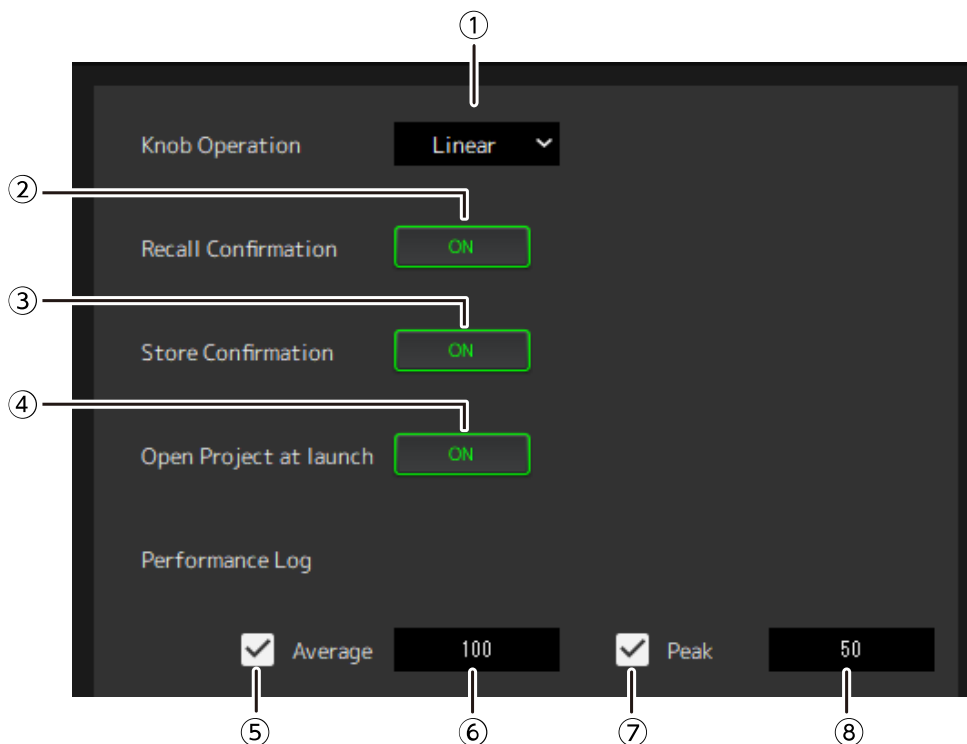 ①
Knob Operation Linear
②
Recall Confirmation ON
③
Store Confirmation ON
④
Open Project at launch ON
Performance Log
Average 100 Peak 50
⑤ ⑥ ⑦ ⑧